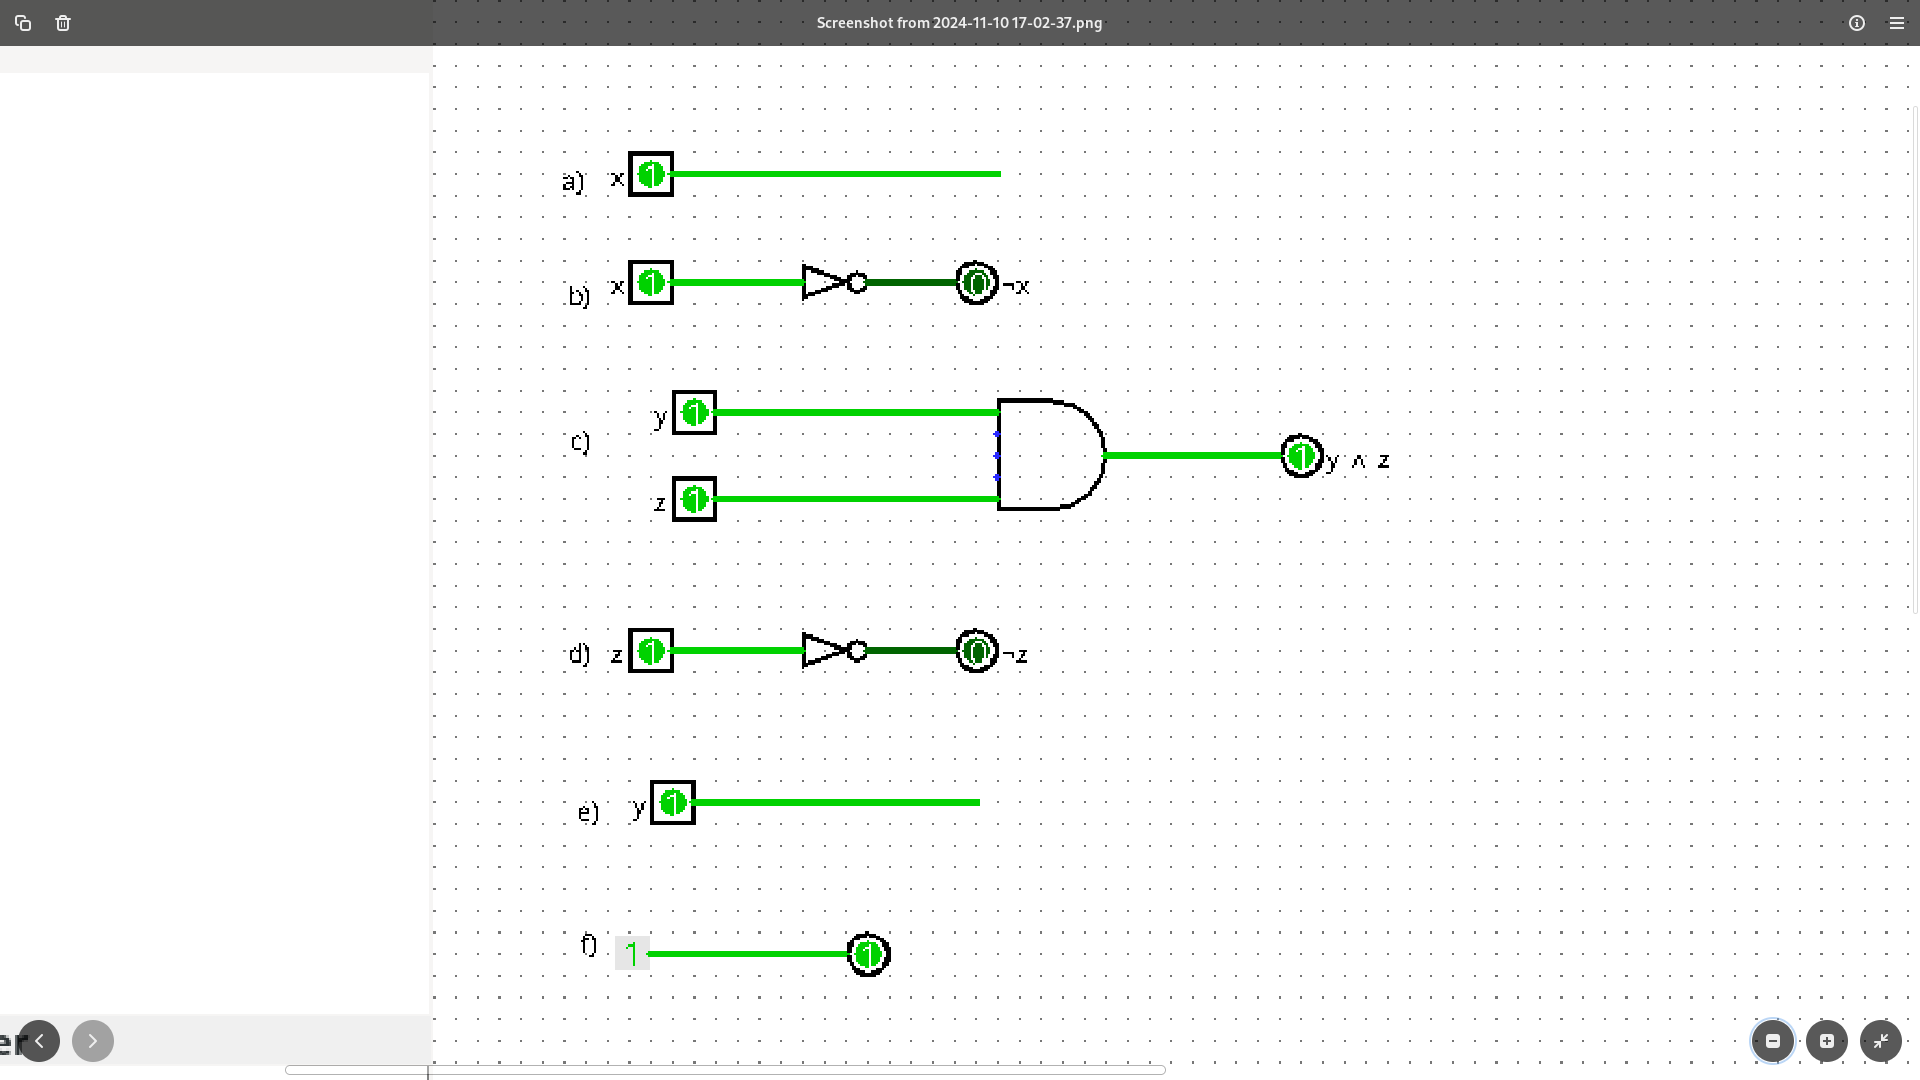 Screenshot from 2024-11-10 17-02-37.png
a) x 1
b) x 1 0 ¬x
y 1
c) 1 y ∧ z
z 1
d) z 1 0 ¬z
e) y 1
f) 1 1
er